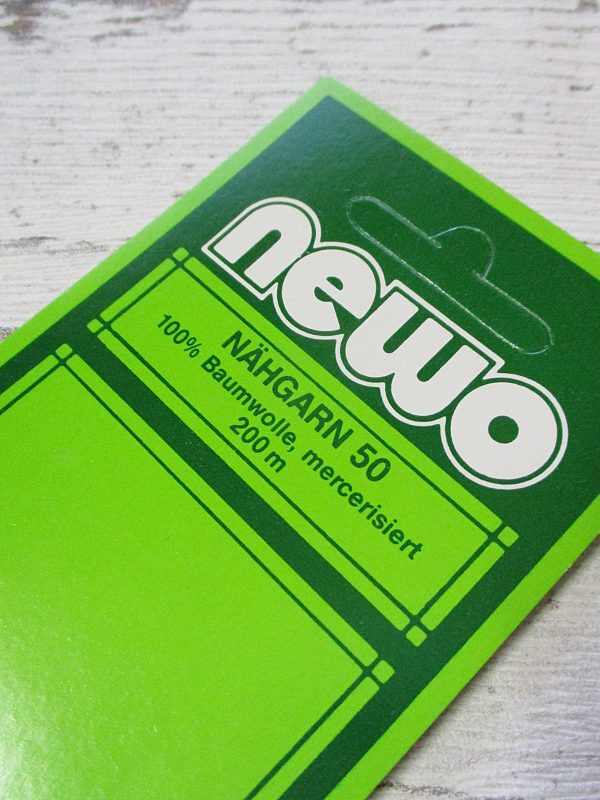 newo
NÄHGARN 50
100% Baumwolle, mercerisiert
200 m